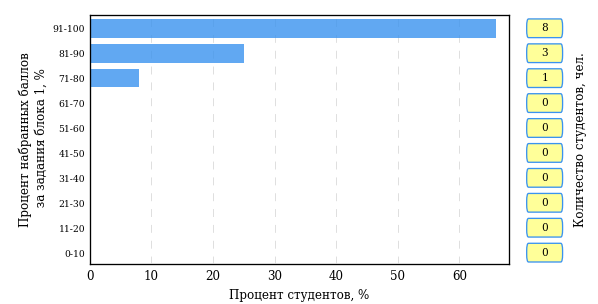 Процент набранных баллов
за задания блока 1, %
91-100 8
81-90 3
71-80 1
61-70 0
51-60 0
41-50 0
31-40 0
21-30 0
11-20 0
0-10 0
Количество студентов, чел.
0 10 20 30 40 50 60
Процент студентов, %